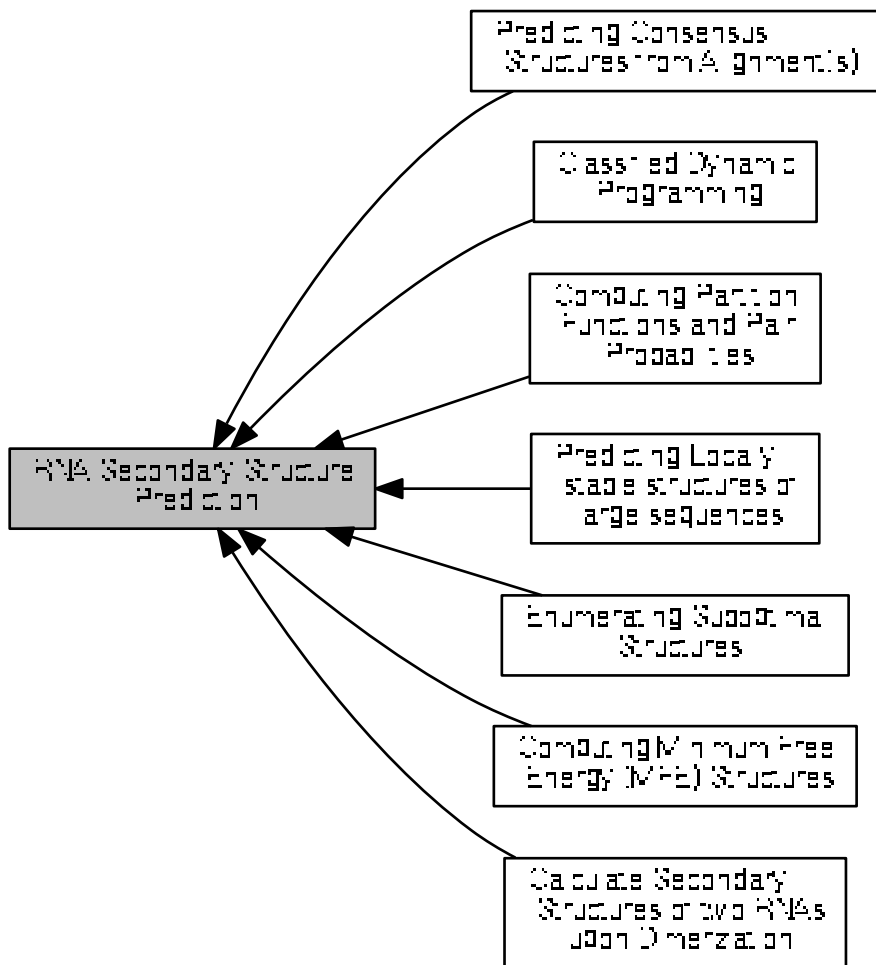 Predicting Consensus
Structures from Alignment(s)
Classified Dynamic
Programming
Computing Partition
Functions and Pair
Probabilities
RNA Secondary Structure
Prediction
Predicting Locally
stable structures of
large sequences
Enumerating Suboptimal
Structures
Computing Minimum Free
Energy (MFE) Structures
Calculate Secondary
Structures of two RNAs
upon Dimerization